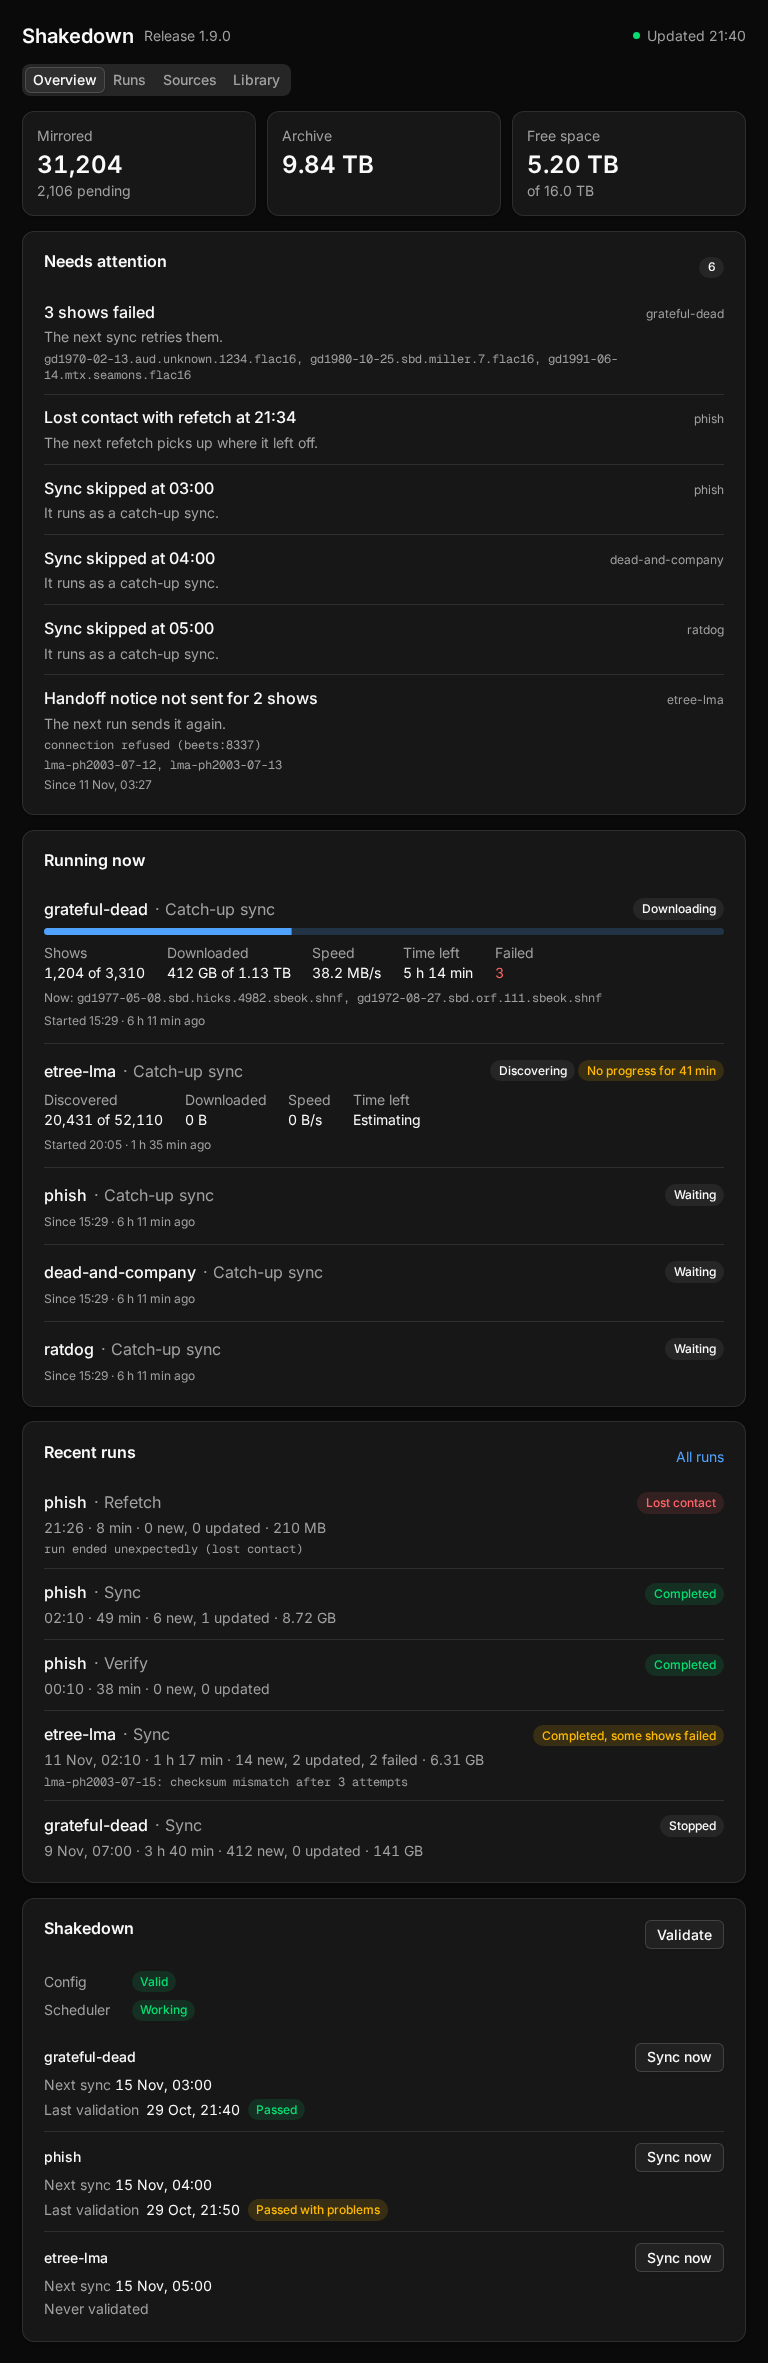 Shakedown Release 1.9.0 Updated 21:40
Overview Runs Sources Library
Mirrored Archive Free space
31,204 9.84 TB 5.20 TB
2,106 pending of 16.0 TB
Needs attention 6
3 shows failed grateful-dead
The next sync retries them.
gd1970-02-13.aud.unknown.1234.flac16, gd1980-10-25.sbd.miller.7.flac16, gd1991-06-
14.mtx.seamons.flac16
Lost contact with refetch at 21:34 phish
The next refetch picks up where it left off.
Sync skipped at 03:00 phish
It runs as a catch-up sync.
Sync skipped at 04:00 dead-and-company
It runs as a catch-up sync.
Sync skipped at 05:00 ratdog
It runs as a catch-up sync.
Handoff notice not sent for 2 shows etree-lma
The next run sends it again.
connection refused (beets:8337)
lma-ph2003-07-12, lma-ph2003-07-13
Since 11 Nov, 03:27
Running now
grateful-dead · Catch-up sync Downloading
Shows Downloaded Speed Time left Failed
1,204 of 3,310 412 GB of 1.13 TB 38.2 MB/s 5 h 14 min 3
Now: gd1977-05-08.sbd.hicks.4982.sbeok.shnf, gd1972-08-27.sbd.orf.111.sbeok.shnf
Started 15:29 · 6 h 11 min ago
etree-lma · Catch-up sync Discovering No progress for 41 min
Discovered Downloaded Speed Time left
20,431 of 52,110 0 B 0 B/s Estimating
Started 20:05 · 1 h 35 min ago
phish · Catch-up sync Waiting
Since 15:29 · 6 h 11 min ago
dead-and-company · Catch-up sync Waiting
Since 15:29 · 6 h 11 min ago
ratdog · Catch-up sync Waiting
Since 15:29 · 6 h 11 min ago
Recent runs All runs
phish · Refetch Lost contact
21:26 · 8 min · 0 new, 0 updated · 210 MB
run ended unexpectedly (lost contact)
phish · Sync Completed
02:10 · 49 min · 6 new, 1 updated · 8.72 GB
phish · Verify Completed
00:10 · 38 min · 0 new, 0 updated
etree-lma · Sync Completed, some shows failed
11 Nov, 02:10 · 1 h 17 min · 14 new, 2 updated, 2 failed · 6.31 GB
lma-ph2003-07-15: checksum mismatch after 3 attempts
grateful-dead · Sync Stopped
9 Nov, 07:00 · 3 h 40 min · 412 new, 0 updated · 141 GB
Shakedown Validate
Config Valid
Scheduler Working
grateful-dead Sync now
Next sync 15 Nov, 03:00
Last validation 29 Oct, 21:40 Passed
phish Sync now
Next sync 15 Nov, 04:00
Last validation 29 Oct, 21:50 Passed with problems
etree-lma Sync now
Next sync 15 Nov, 05:00
Never validated